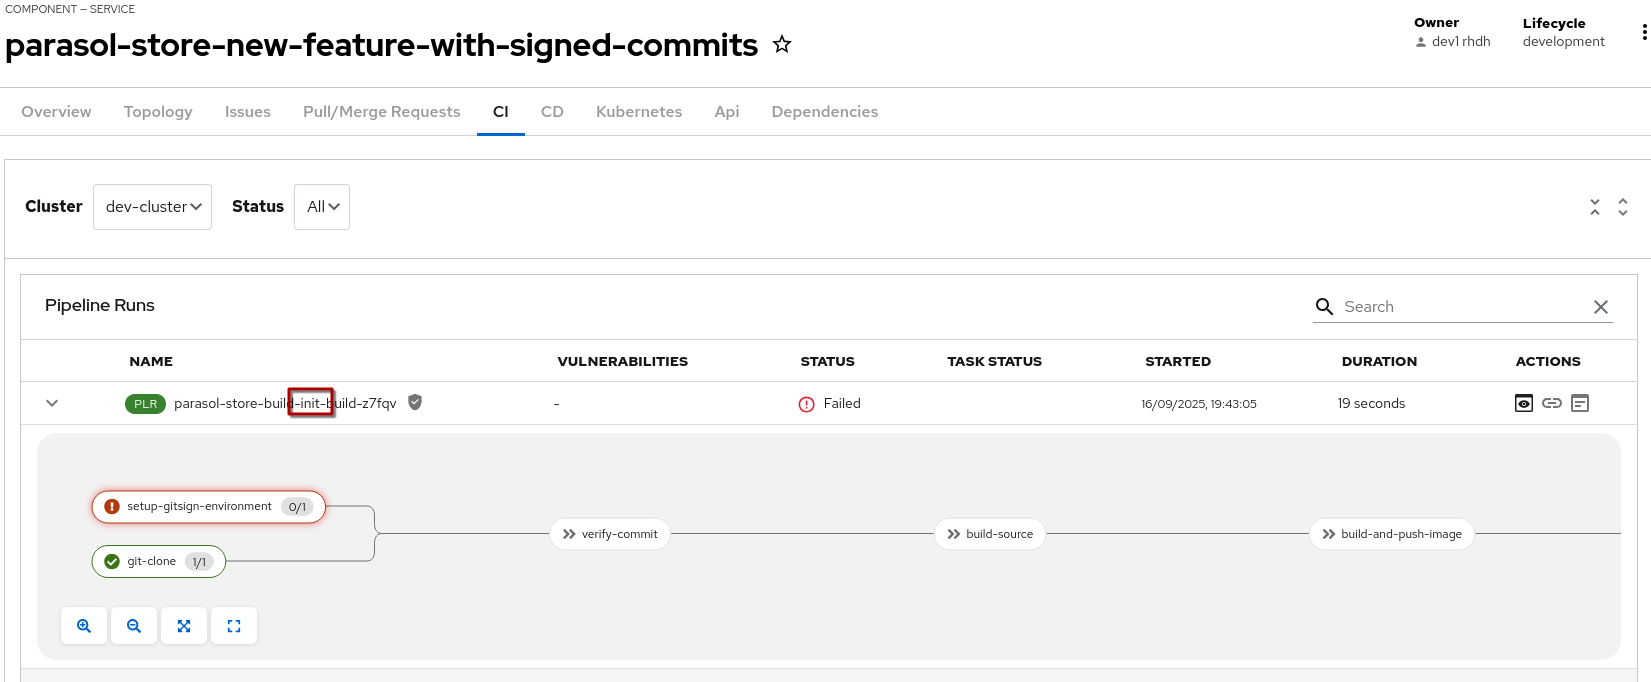 COMPONENT — SERVICE
parasol-store-new-feature-with-signed-commits
Owner
dev1 rhdh
Lifecycle
development
Overview Topology Issues Pull/Merge Requests CI CD Kubernetes Api Dependencies
Cluster dev-cluster Status All
Pipeline Runs
Search
NAME VULNERABILITIES STATUS TASK STATUS STARTED DURATION ACTIONS
PLR parasol-store-build-init-build-z7fqv - Failed 16/09/2025, 19:43:05 19 seconds
setup-gitsign-environment 0/1
verify-commit build-source build-and-push-image
git-clone 1/1